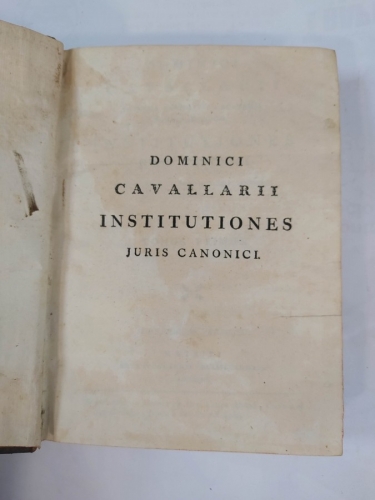 DOMINICI
CAVALLARII
INSTITUTIONES
JURIS CANONICI.